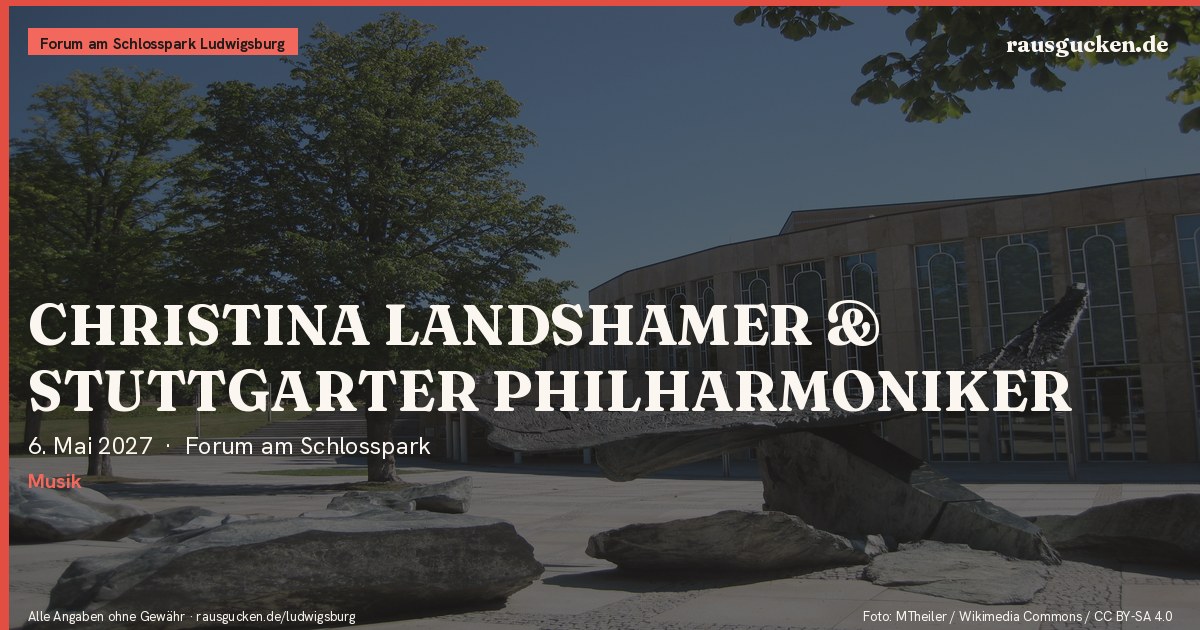 Forum am Schlosspark Ludwigsburg
rausgucken.de
CHRISTINA LANDSHAMER &
STUTTGARTER PHILHARMONIKER
6. Mai 2027 · Forum am Schlosspark
Musik
Alle Angaben ohne Gewähr · rausgucken.de/ludwigsburg
Foto: MTheiler / Wikimedia Commons / CC BY-SA 4.0